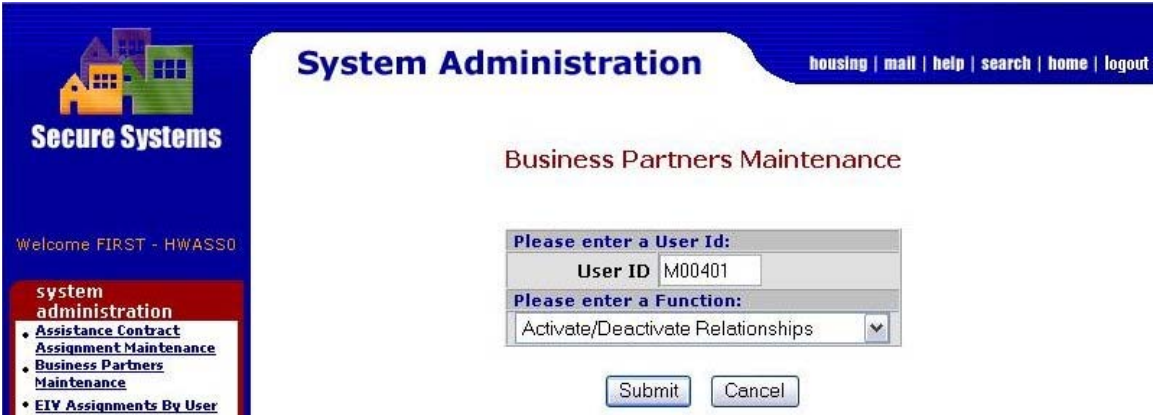 System Administration
housing | mail | help | search | home | logout
Secure Systems
Business Partners Maintenance
Welcome FIRST - HWASS0
Please enter a User Id:
User ID M00401
Please enter a Function:
Activate/Deactivate Relationships
Submit Cancel
system
administration
Assistance Contract
Assignment Maintenance
Business Partners
Maintenance
EIV Assignments By User